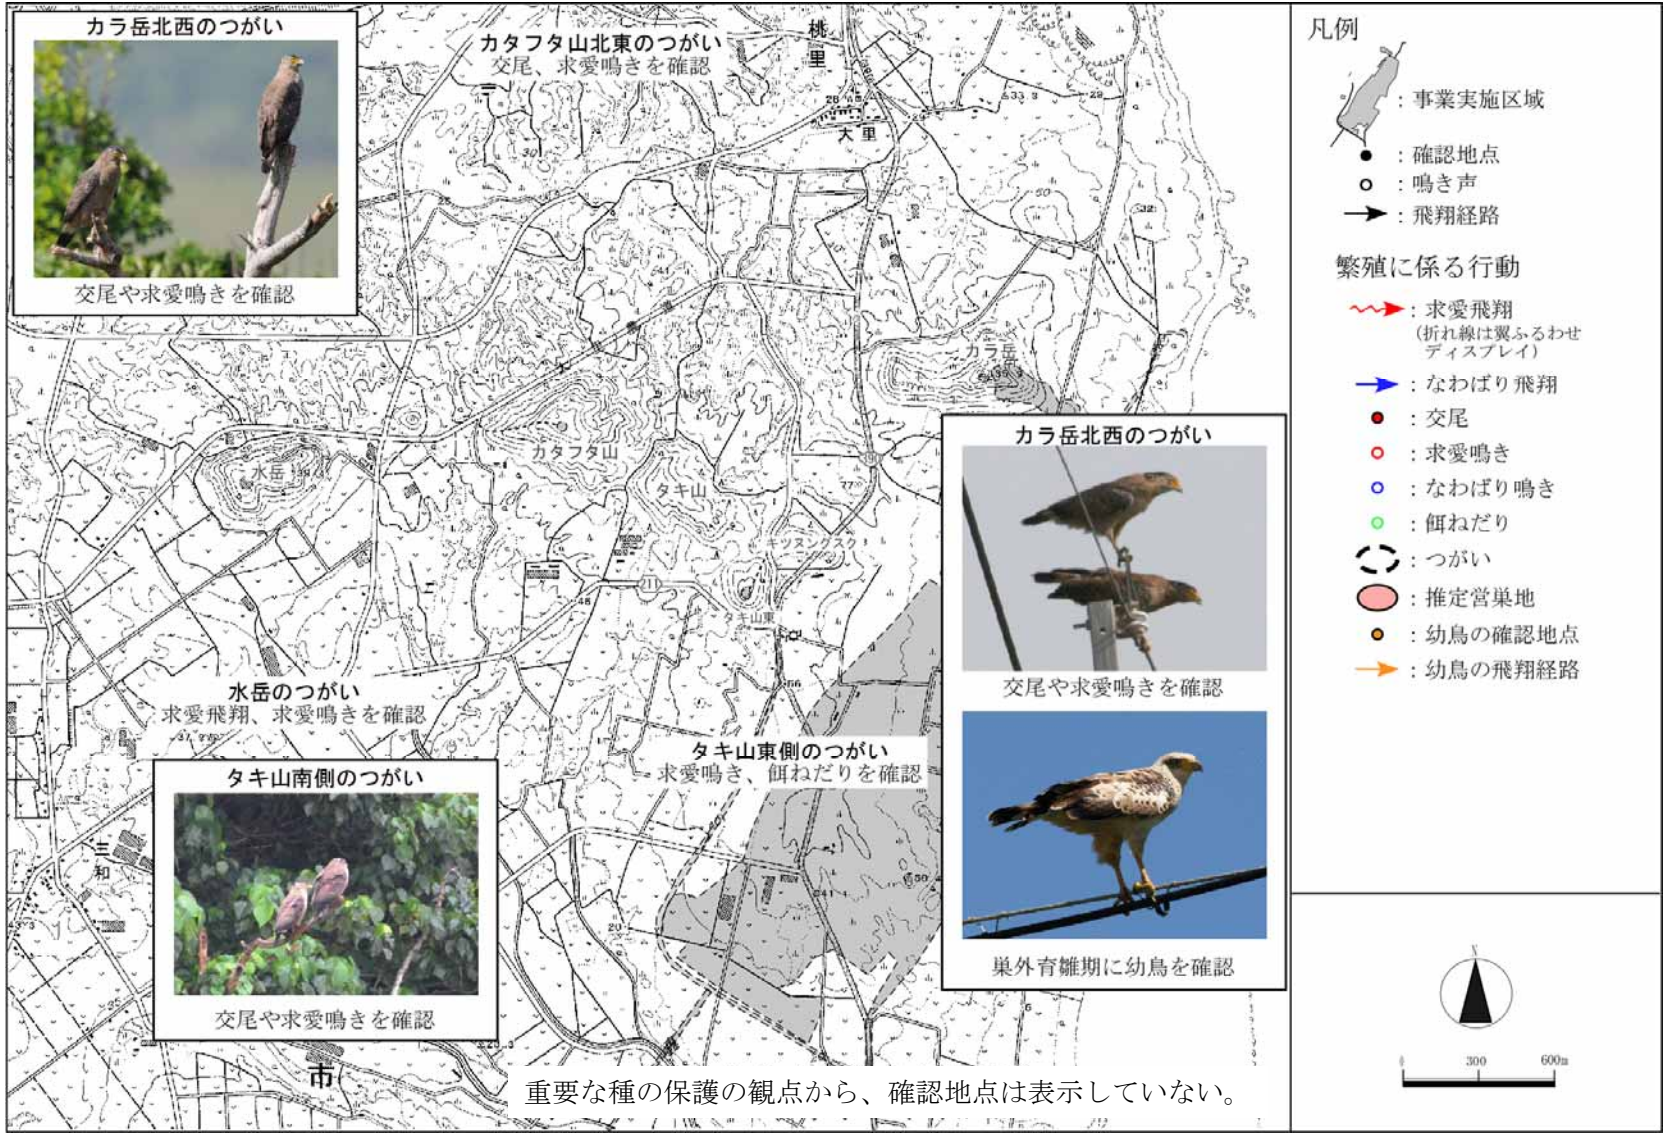 カラ岳北西のつがい
交尾や求愛鳴きを確認
カタフタ山北東のつがい
交尾、求愛鳴きを確認
桃里
大里
カラ岳
水岳
カタフタ山
タキ山
キツヌングスク
タキ山東
211
カラ岳北西のつがい
交尾や求愛鳴きを確認
巣外育雛期に幼鳥を確認
水岳のつがい
求愛飛翔、求愛鳴きを確認
タキ山東側のつがい
求愛鳴き、餌ねだりを確認
タキ山南側のつがい
交尾や求愛鳴きを確認
三和
市
重要な種の保護の観点から、確認地点は表示していない。
凡例
：事業実施区域
：確認地点
：鳴き声
：飛翔経路
繁殖に係る行動
：求愛飛翔
(折れ線は翼ふるわせ
ディスプレイ)
：なわばり飛翔
：交尾
：求愛鳴き
：なわばり鳴き
：餌ねだり
：つがい
：推定営巣地
：幼鳥の確認地点
：幼鳥の飛翔経路
N
0 300 600m